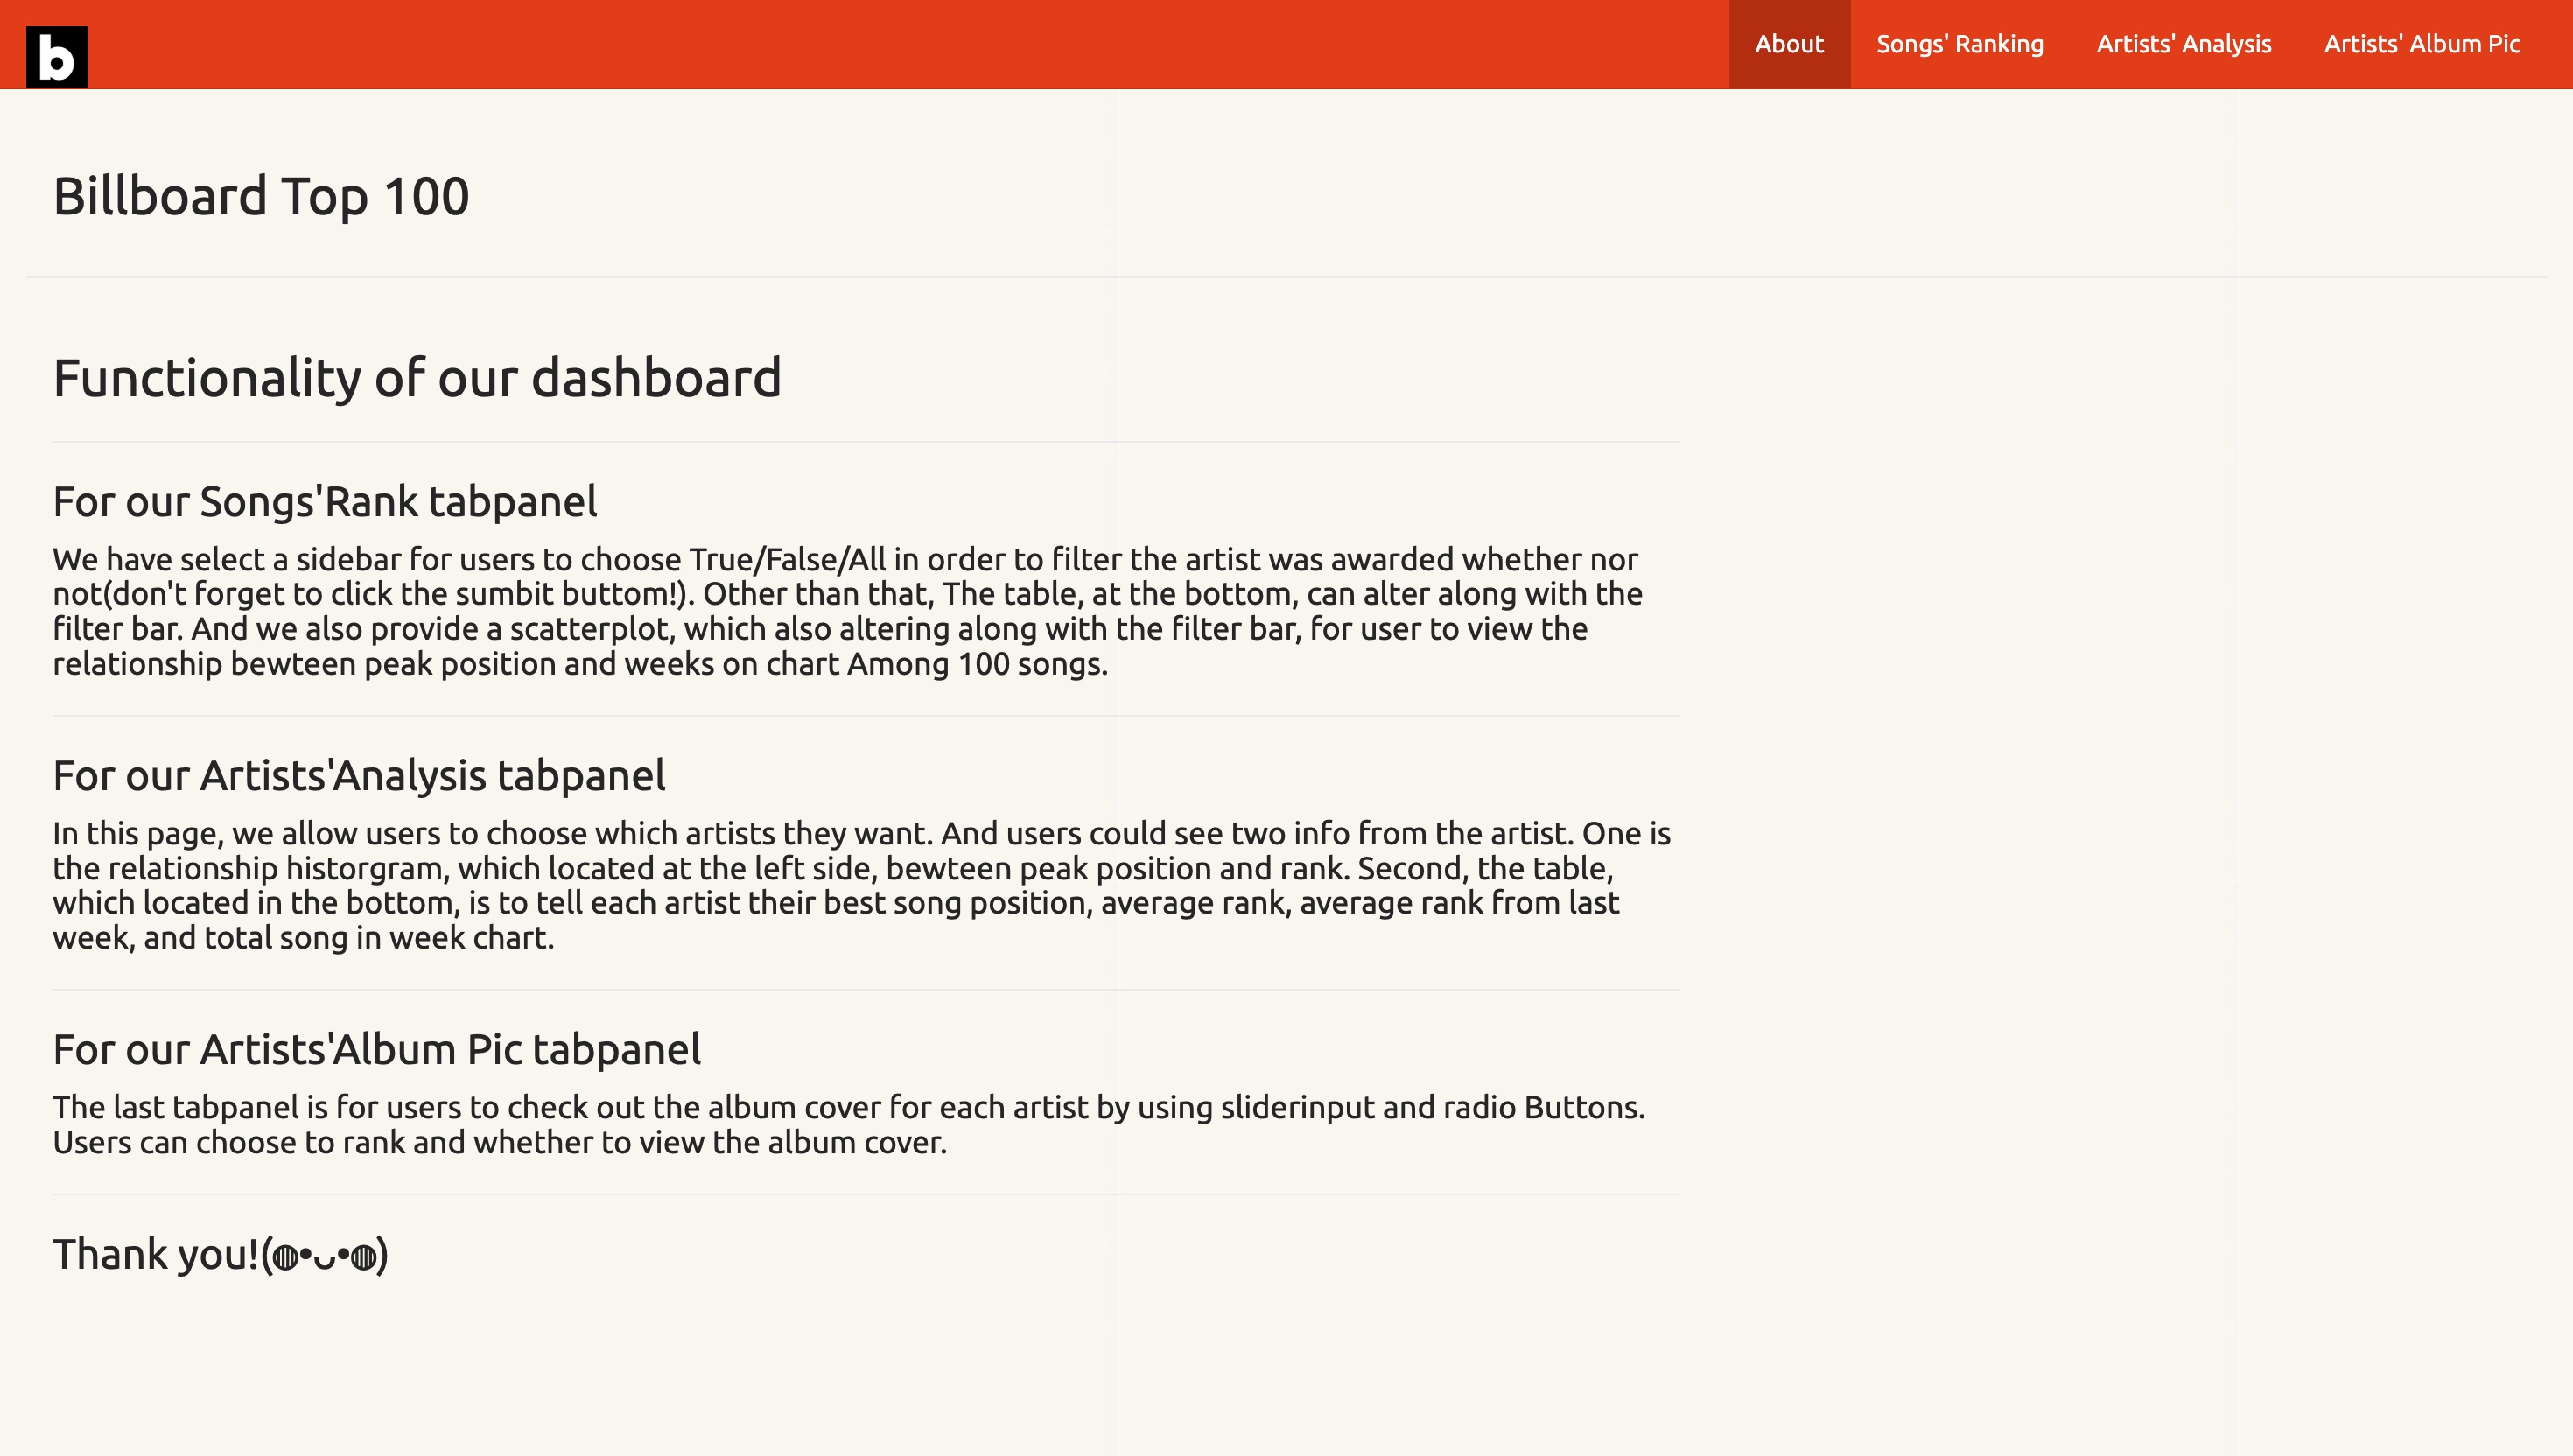 b
About Songs' Ranking Artists' Analysis Artists' Album Pic
Billboard Top 100
Functionality of our dashboard
For our Songs'Rank tabpanel
We have select a sidebar for users to choose True/False/All in order to filter the artist was awarded whether nor
not(don't forget to click the sumbit buttom!). Other than that, The table, at the bottom, can alter along with the
filter bar. And we also provide a scatterplot, which also altering along with the filter bar, for user to view the
relationship bewteen peak position and weeks on chart Among 100 songs.
For our Artists'Analysis tabpanel
In this page, we allow users to choose which artists they want. And users could see two info from the artist. One is
the relationship historgram, which located at the left side, bewteen peak position and rank. Second, the table,
which located in the bottom, is to tell each artist their best song position, average rank, average rank from last
week, and total song in week chart.
For our Artists'Album Pic tabpanel
The last tabpanel is for users to check out the album cover for each artist by using sliderinput and radio Buttons.
Users can choose to rank and whether to view the album cover.
Thank you!(◍•ᴗ•◍)